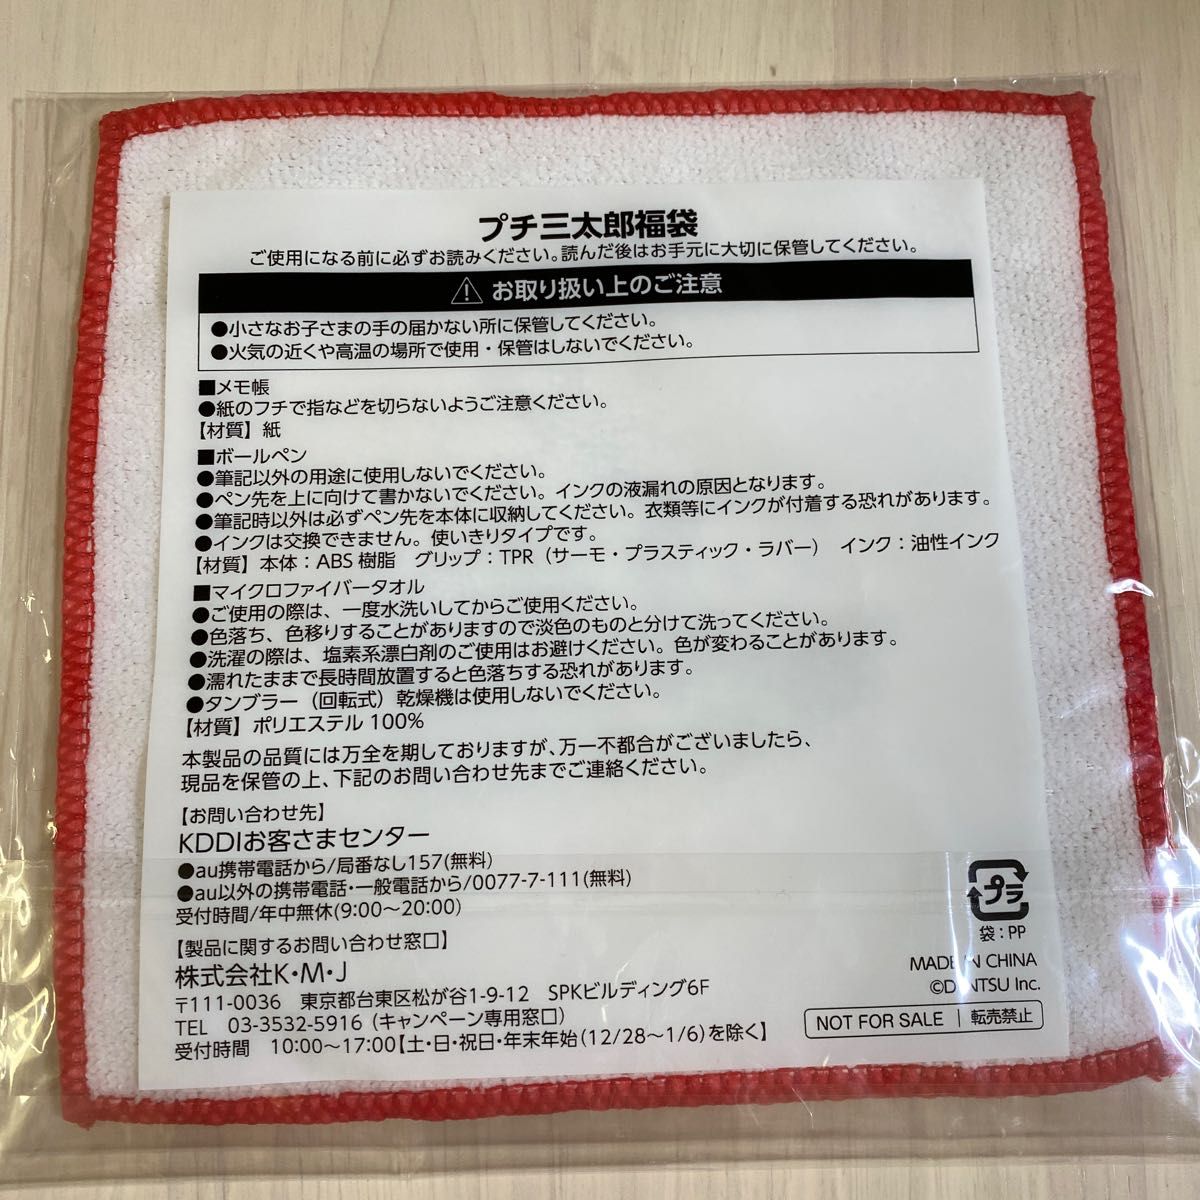 プチ三太郎福袋
ご使用になる前に必ずお読みください。読んだ後はお手元に大切に保管してください。
お取り扱い上のご注意
●小さなお子さまの手の届かない所に保管してください。
●火気の近くや高温の場所で使用・保管はしないでください。
■メモ帳
●紙のフチで指などを切らないようご注意ください。
【材質】紙
■ボールペン
●筆記以外の用途に使用しないでください。
●ペン先を上に向けて書かないでください。インクの液漏れの原因となります。
●筆記時以外は必ずペン先を本体に収納してください。衣類等にインクが付着する恐れがあります。
●インクは交換できません。使いきりタイプです。
【材質】本体：ABS 樹脂　グリップ：TPR（サーモ・プラスティック・ラバー）　インク：油性インク
■マイクロファイバータオル
●ご使用の際は、一度水洗いしてからご使用ください。
●色落ち、色移りすることがありますので淡色のものと分けて洗ってください。
●洗濯の際は、塩素系漂白剤のご使用はお避けください。色が変わることがあります。
●濡れたままで長時間放置すると色落ちする恐れがあります。
●タンブラー（回転式）乾燥機は使用しないでください。
【材質】ポリエステル 100%
本製品の品質には万全を期しておりますが、万一不都合がございましたら、
現品を保管の上、下記のお問い合わせ先までご連絡ください。
【お問い合わせ先】
KDDIお客さまセンター
●au携帯電話から/局番なし157(無料)
●au以外の携帯電話・一般電話から/0077-7-111(無料)
受付時間/年中無休(9:00〜20:00)
【製品に関するお問い合わせ窓口】
株式会社K・M・J
〒111-0036　東京都台東区松が谷1-9-12　SPKビルディング6F
TEL　03-3532-5916 (キャンペーン専用窓口)
受付時間　10:00〜17:00【土・日・祝日・年末年始(12/28〜1/6)を除く】
プラ
袋：PP
MADE IN CHINA
©DENTSU Inc.
NOT FOR SALE | 転売禁止